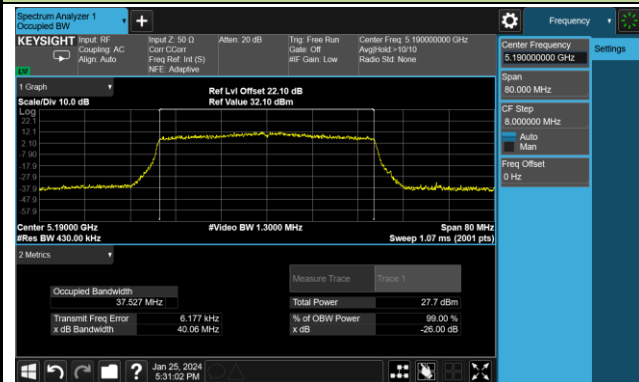 Spectrum Analyzer 1
Occupied BW
Frequency
KEYSIGHT
Input: RF
Coupling: AC
Align: Auto
Input Z: 50 Ω
Corr CCorr
Freq Ref: Int (S)
NFE: Adaptive
Atten: 20 dB
Trig: Free Run
Gate: Off
#IF Gain: Low
Center Freq: 5.190000000 GHz
Avg|Hold:>10/10
Radio Std: None
1 Graph
Scale/Div 10.0 dB
Ref Lvl Offset 22.10 dB
Ref Value 32.10 dBm
Log
22.1
12.1
2.10
-7.90
-17.9
-27.9
-37.9
-47.9
-57.9
Center 5.19000 GHz
#Res BW 430.00 kHz
#Video BW 1.3000 MHz
Span 80 MHz
Sweep 1.07 ms (2001 pts)
2 Metrics
Measure Trace
Trace 1
Occupied Bandwidth
37.527 MHz
Total Power
27.7 dBm
Transmit Freq Error
6.177 kHz
% of OBW Power
99.00 %
x dB Bandwidth
40.06 MHz
x dB
-26.00 dB
Jan 25, 2024
5:31:02 PM
Center Frequency
5.190000000 GHz
Settings
Span
80.000 MHz
CF Step
8.000000 MHz
Auto
Man
Freq Offset
0 Hz